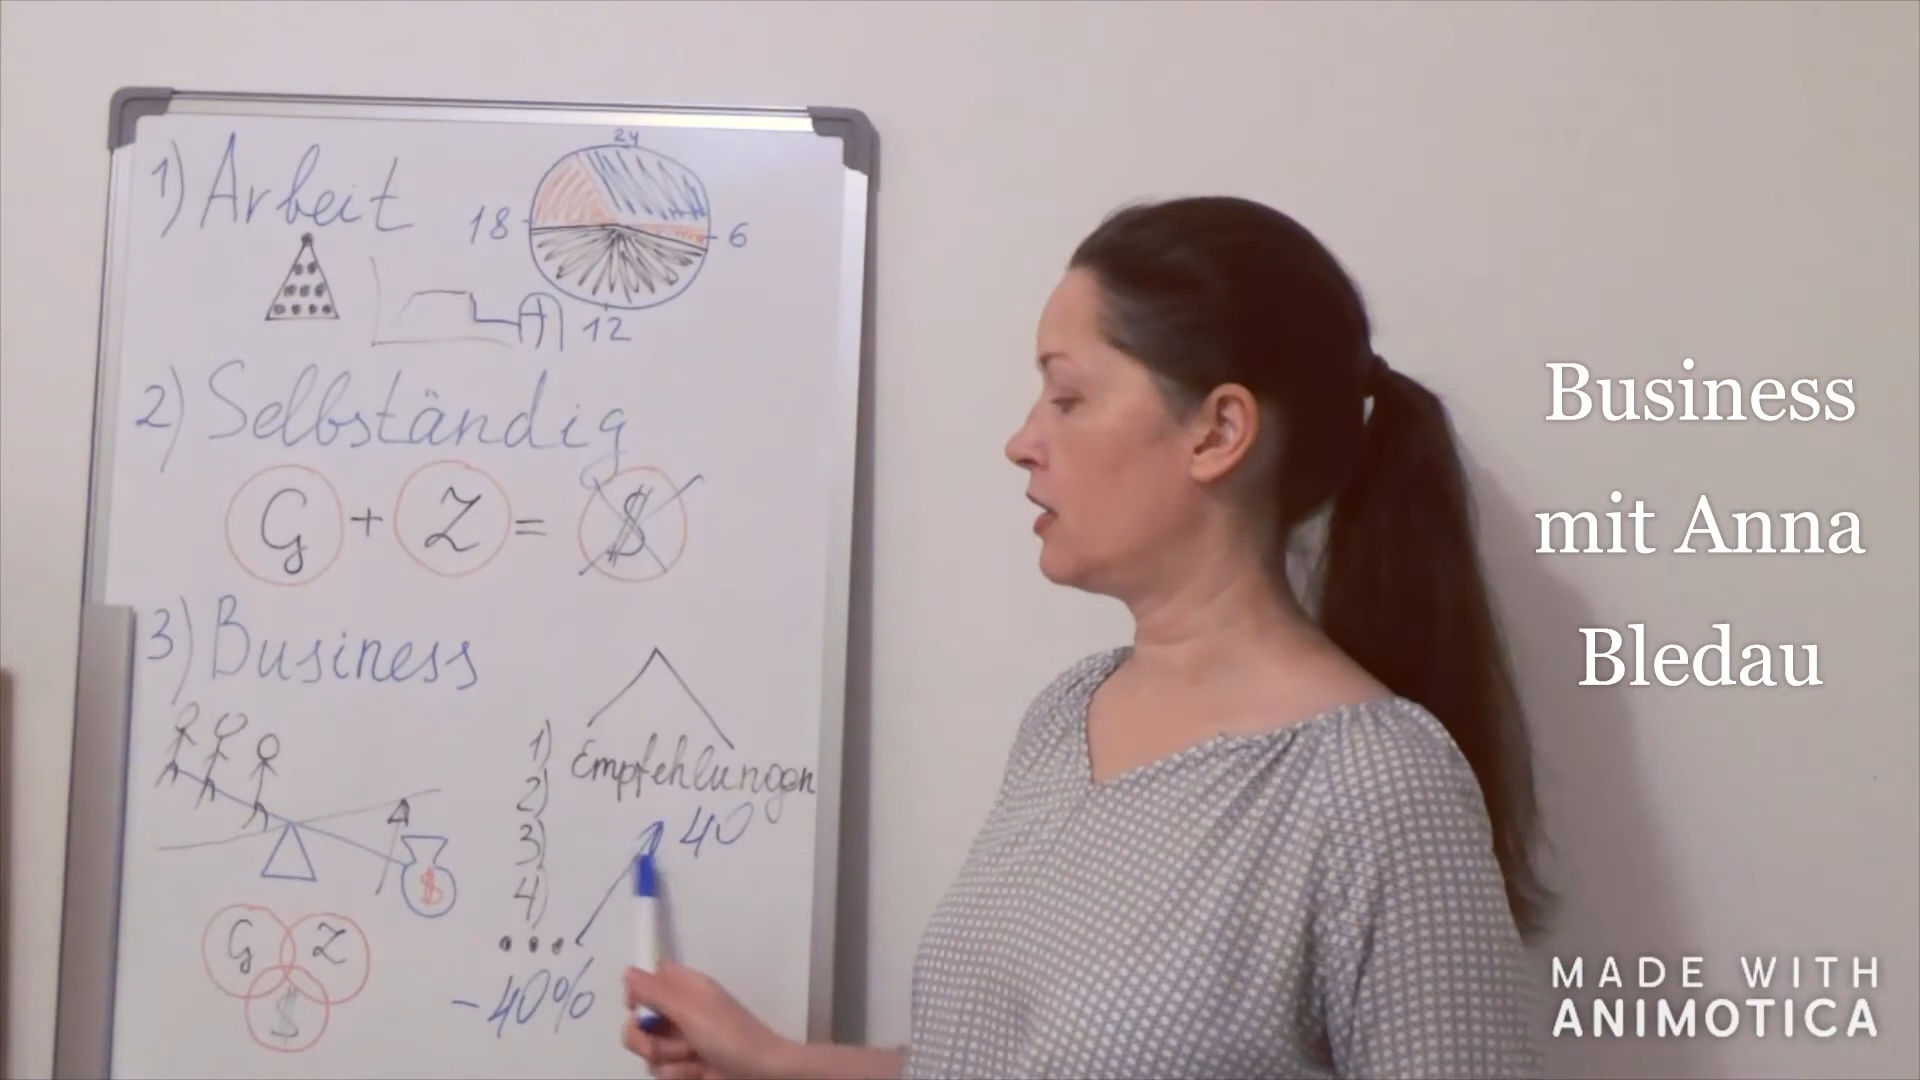 1) Arbeit
24
18
6
12
A
2) Selbständig
G + Z = $
3) Business
1) Empfehlungen
2)
3) 40
4)
$
G Z
$
-40%
Business
mit Anna
Bledau
MADE WITH
ANIMOTICA